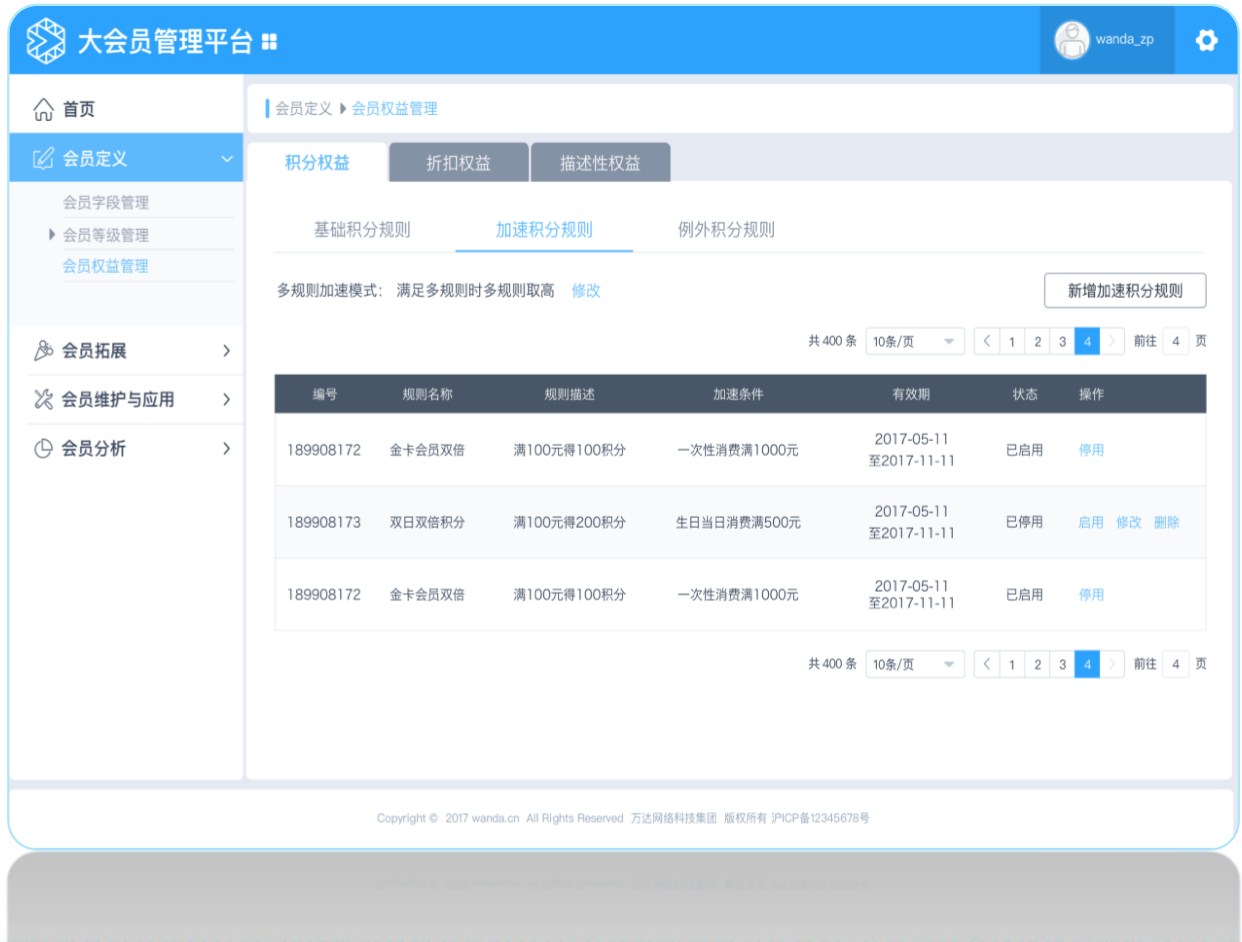 大会员管理平台
wanda_zp
首页
会员定义
会员字段管理
会员等级管理
会员权益管理
会员拓展
会员维护与应用
会员分析
会员定义 会员权益管理
积分权益 折扣权益 描述性权益
基础积分规则 加速积分规则 例外积分规则
多规则加速模式： 满足多规则时多规则取高 修改
新增加速积分规则
共 400 条 10条/页 1 2 3 4 前往 4 页
编号 规则名称 规则描述 加速条件 有效期 状态 操作
189908172 金卡会员双倍 满100元得100积分 一次性消费满1000元 2017-05-11 已启用 停用
至2017-11-11
189908173 双日双倍积分 满100元得200积分 生日当日消费满500元 2017-05-11 已停用 启用 修改 删除
至2017-11-11
189908172 金卡会员双倍 满100元得100积分 一次性消费满1000元 2017-05-11 已启用 停用
至2017-11-11
共 400 条 10条/页 1 2 3 4 前往 4 页
Copyright © 2017 wanda.cn All Rights Reserved 万达网络科技集团 版权所有 沪ICP备12345678号